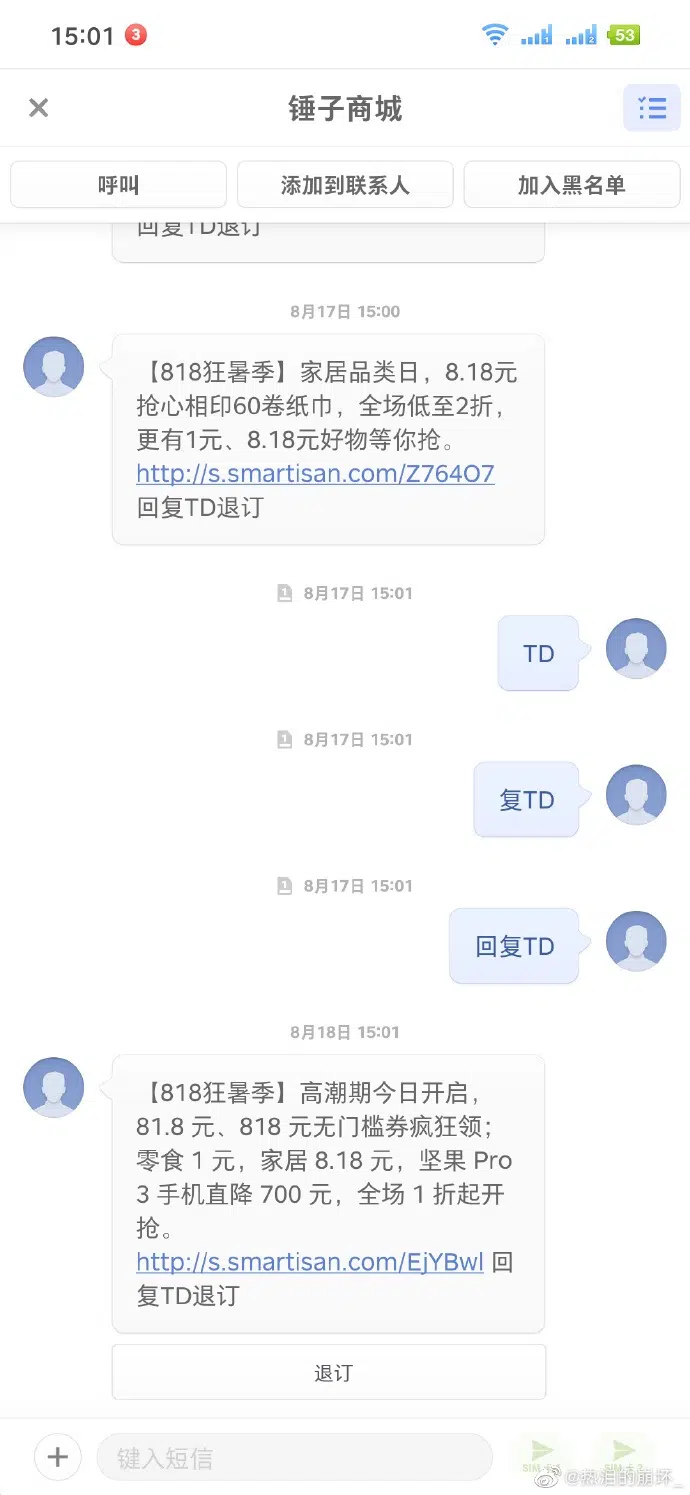 15:01 3
1 2 53
锤子商城
呼叫 添加到联系人 加入黑名单
回复TD退订
8月17日 15:00
【818狂暑季】家居品类日，8.18元
抢心相印60卷纸巾，全场低至2折，
更有1元、8.18元好物等你抢。
http://s.smartisan.com/Z764O7
回复TD退订
1 8月17日 15:01
TD
1 8月17日 15:01
复TD
1 8月17日 15:01
回复TD
8月18日 15:01
【818狂暑季】高潮期今日开启，
81.8 元、818 元无门槛券疯狂领；
零食 1 元，家居 8.18 元，坚果 Pro
3 手机直降 700 元，全场 1 折起开
抢。
http://s.smartisan.com/EjYBwl 回
复TD退订
退订
键入短信
@热泪的崩坏_